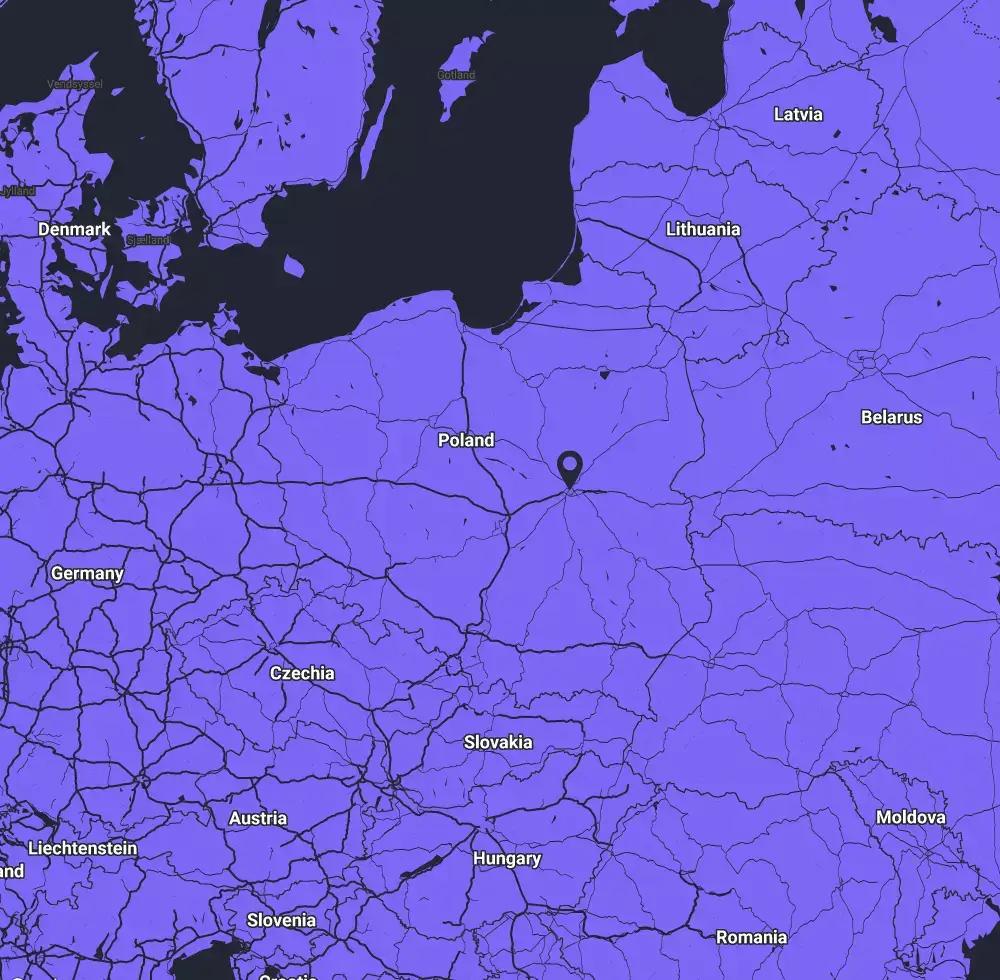 Gotland
Vendsyssel
Latvia
Jylland
Denmark
Sjælland
Lithuania
Belarus
Poland
Germany
Czechia
Slovakia
Austria
Moldova
Liechtenstein
Hungary
and
Slovenia
Romania
Croatia